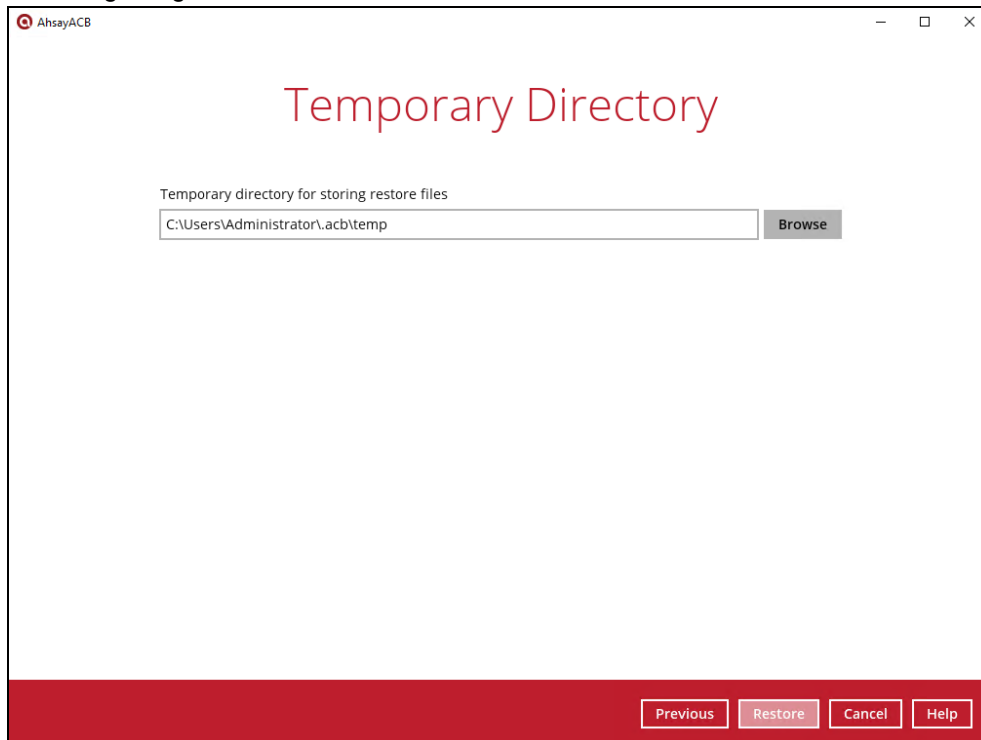 AhsayACB
Temporary Directory
Temporary directory for storing restore files
C:\Users\Administrator\.acb\temp
Browse
Previous Restore Cancel Help